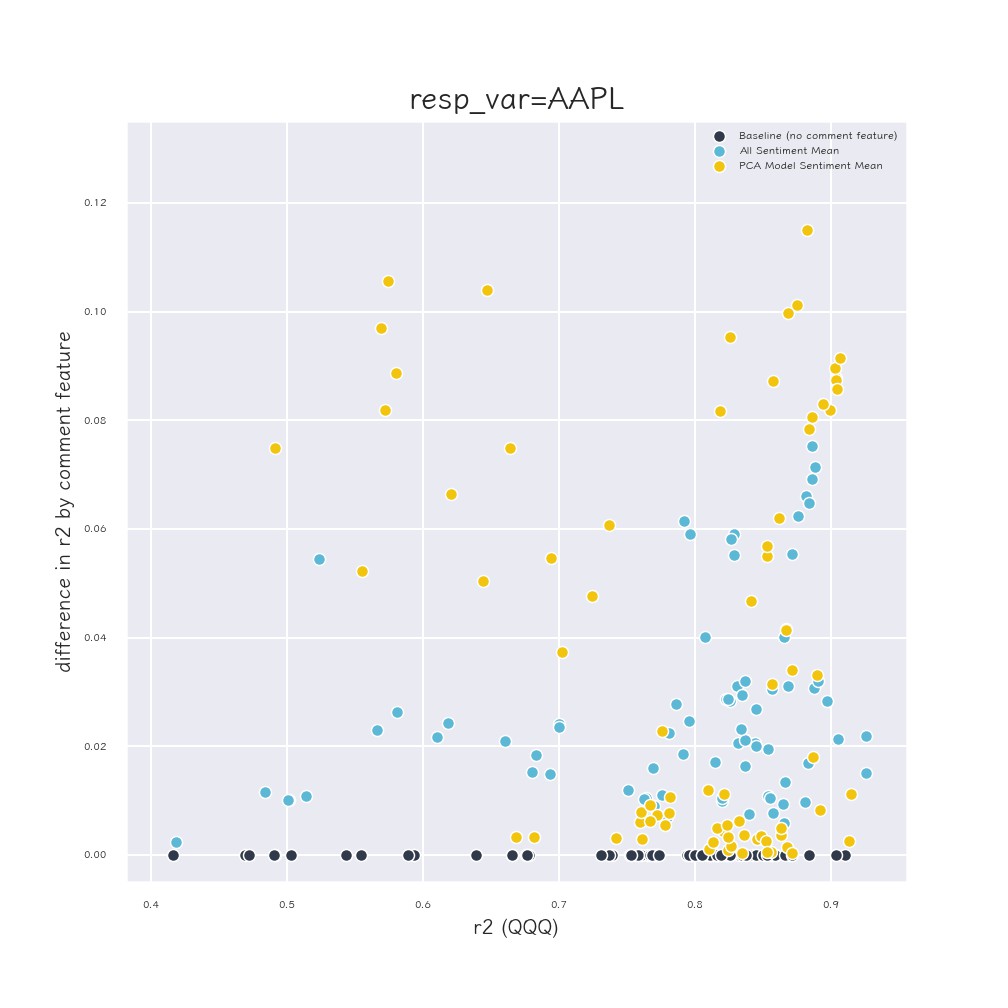 resp_var=AAPL
Baseline (no comment feature)
All Sentiment Mean
PCA Model Sentiment Mean
difference in r2 by comment feature
0.12
0.10
0.08
0.06
0.04
0.02
0.00
0.4 0.5 0.6 0.7 0.8 0.9
r2 (QQQ)